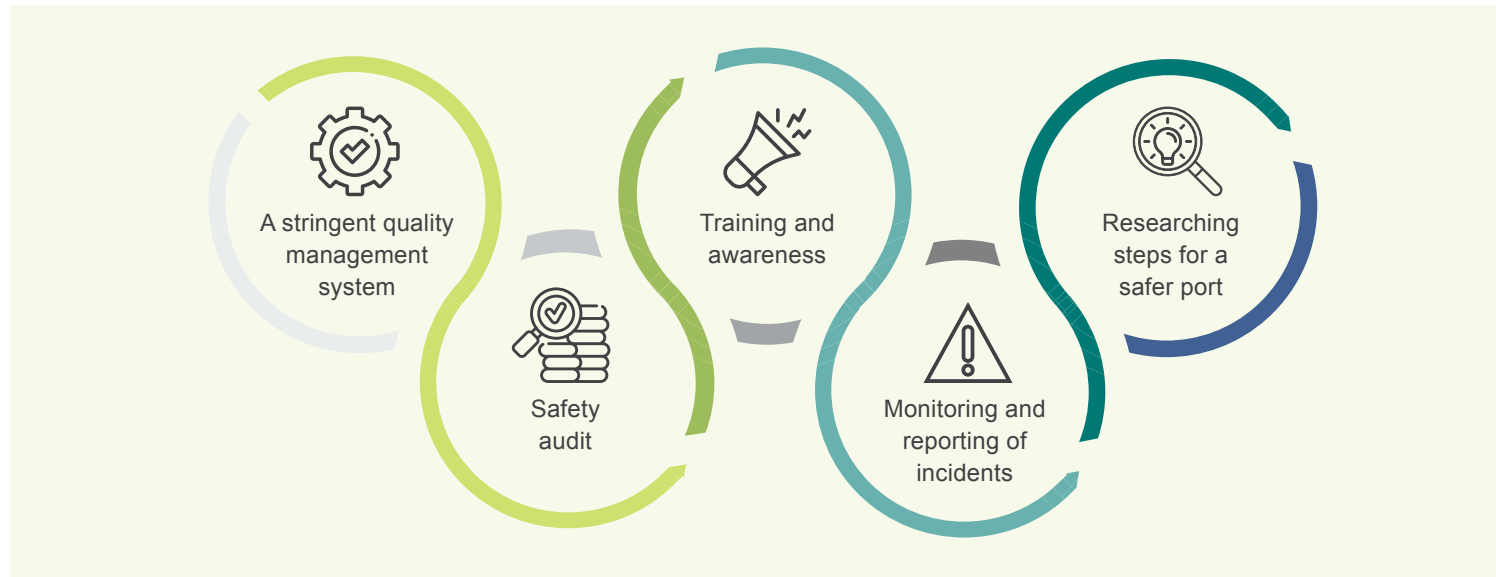 A stringent quality
management
system
Safety
audit
Training and
awareness
Monitoring and
reporting of
incidents
Researching
steps for a
safer port